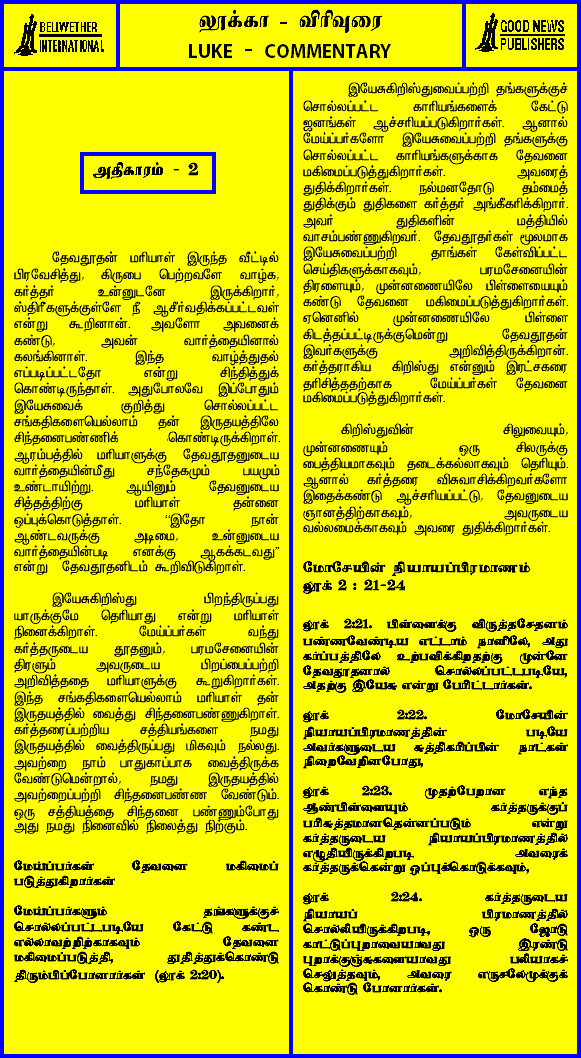 BELLWETHER
INTERNATIONAL
லூக்கா - விரிவுரை
LUKE - COMMENTARY
GOOD NEWS
PUBLISHERS
அதிகாரம் - 2
தேவதூதன் மரியாள் இருந்த வீட்டில்
பிரவேசித்து, கிருபை பெற்றவளே வாழ்க,
கர்த்தர் உன்னுடனே இருக்கிறார்,
ஸ்திரீகளுக்குள்ளே நீ ஆசீர்வதிக்கப்பட்டவள்
என்று கூறினான். அவளோ அவனைக்
கண்டு, அவன் வார்த்தையினால்
கலங்கினாள். இந்த வாழ்த்துதல்
எப்படிப்பட்டதோ என்று சிந்தித்துக்
கொண்டிருந்தாள். அதுபோலவே இப்போதும்
இயேசுவைக் குறித்து சொல்லப்பட்ட
சங்கதிகளையெல்லாம் தன் இருதயத்திலே
சிந்தனைபண்ணிக் கொண்டிருக்கிறாள்.
ஆரம்பத்தில் மரியாளுக்கு தேவதூதனுடைய
வார்த்தையின்மீது சந்தேகமும் பயமும்
உண்டாயிற்று. ஆயினும் தேவனுடைய
சித்தத்திற்கு மரியாள் தன்னை
ஒப்புக்கொடுத்தாள். “இதோ நான்
ஆண்டவருக்கு அடிமை, உன்னுடைய
வார்த்தையின்படி எனக்கு ஆகக்கடவது”
என்று தேவதூதனிடம் கூறிவிடுகிறாள்.
இயேசுகிறிஸ்து பிறந்திருப்பது
யாருக்குமே தெரியாது என்று மரியாள்
நினைக்கிறாள். மேய்ப்பர்கள் வந்து
கர்த்தருடைய தூதனும், பரமசேனையின்
திரளும் அவருடைய பிறப்பைப்பற்றி
அறிவித்ததை மரியாளுக்கு கூறுகிறார்கள்.
இந்த சங்கதிகளையெல்லாம் மரியாள் தன்
இருதயத்தில் வைத்து சிந்தனைபண்ணுகிறாள்.
கர்த்தரைப்பற்றிய சத்தியங்களை நமது
இருதயத்தில் வைத்திருப்பது மிகவும் நல்லது.
அவற்றை நாம் பாதுகாப்பாக வைத்திருக்க
வேண்டுமென்றால், நமது இருதயத்தில்
அவற்றைப்பற்றி சிந்தனைபண்ண வேண்டும்.
ஒரு சத்தியத்தை சிந்தனை பண்ணும்போது
அது நமது நினைவில் நிலைத்து நிற்கும்.
மேய்ப்பர்கள் தேவனை மகிமைப்
படுத்துகிறார்கள்
மேய்ப்பர்களும் தங்களுக்குச்
சொல்லப்பட்டபடியே கேட்டு கண்ட
எல்லாவற்றிற்காகவும் தேவனை
மகிமைப்படுத்தி, துதித்துக்கொண்டு
திரும்பிப்போனார்கள் (லூக் 2:20).
இயேசுகிறிஸ்துவைப்பற்றி தங்களுக்குச்
சொல்லப்பட்ட காரியங்களைக் கேட்டு
ஜனங்கள் ஆச்சரியப்படுகிறார்கள். ஆனால்
மேய்ப்பர்களோ இயேசுவைப்பற்றி தங்களுக்கு
சொல்லப்பட்ட காரியங்களுக்காக தேவனை
மகிமைப்படுத்துகிறார்கள். அவரைத்
துதிக்கிறார்கள். நல்மனதோடு தம்மைத்
துதிக்கும் துதிகளை கர்த்தர் அங்கீகரிக்கிறார்.
அவர் துதிகளின் மத்தியில்
வாசம்பண்ணுகிறவர். தேவதூதர்கள் மூலமாக
இயேசுவைப்பற்றி தாங்கள் கேள்விப்பட்ட
செய்திகளுக்காகவும், பரமசேனையின்
திரளையும், முன்னணையிலே பிள்ளையையும்
கண்டு தேவனை மகிமைப்படுத்துகிறார்கள்.
ஏனெனில் முன்னணையிலே பிள்ளை
கிடத்தப்பட்டிருக்குமென்று தேவதூதன்
இவர்களுக்கு அறிவித்திருக்கிறான்.
கர்த்தராகிய கிறிஸ்து என்னும் இரட்சகரை
தரிசித்ததற்காக மேய்ப்பர்கள் தேவனை
மகிமைப்படுத்துகிறார்கள்.
கிறிஸ்துவின் சிலுவையும்,
முன்னணையும் ஒரு சிலருக்கு
பைத்தியமாகவும் தடைக்கல்லாகவும் தெரியும்.
ஆனால் கர்த்தரை விசுவாசிக்கிறவர்களோ
இதைக்கண்டு ஆச்சரியப்பட்டு, தேவனுடைய
ஞானத்திற்காகவும், அவருடைய
வல்லமைக்காகவும் அவரை துதிக்கிறார்கள்.
மோசேயின் நியாயப்பிரமாணம்
லூக் 2 : 21-24
லூக் 2:21. பிள்ளைக்கு விருத்தசேதனம்
பண்ணவேண்டிய எட்டாம் நாளிலே, அது
கர்ப்பத்திலே உற்பவிக்கிறதற்கு முன்னே
தேவதூதனால் சொல்லப்பட்டபடியே,
அதற்கு இயேசு என்று பேரிட்டார்கள்.
லூக் 2:22. மோசேயின்
நியாயப்பிரமாணத்தின் படியே
அவர்களுடைய சுத்திகரிப்பின் நாட்கள்
நிறைவேறினபோது,
லூக் 2:23. முதற்பேறான எந்த
ஆண்பிள்ளையும் கர்த்தருக்குப்
பரிசுத்தமானதென்னப்படும் என்று
கர்த்தருடைய நியாயப்பிரமாணத்தில்
எழுதியிருக்கிறபடி அவரைக்
கர்த்தருக்கென்று ஒப்புக்கொடுக்கவும்,
லூக் 2:24. கர்த்தருடைய
நியாயப் பிரமாணத்தில்
சொல்லியிருக்கிறபடி, ஒரு ஜோடு
காட்டுப்புறாவையாவது இரண்டு
புறாக்குஞ்சுகளையாவது பலியாகச்
செலுத்தவும், அவரை எருசலேமுக்குக்
கொண்டு போனார்கள்.